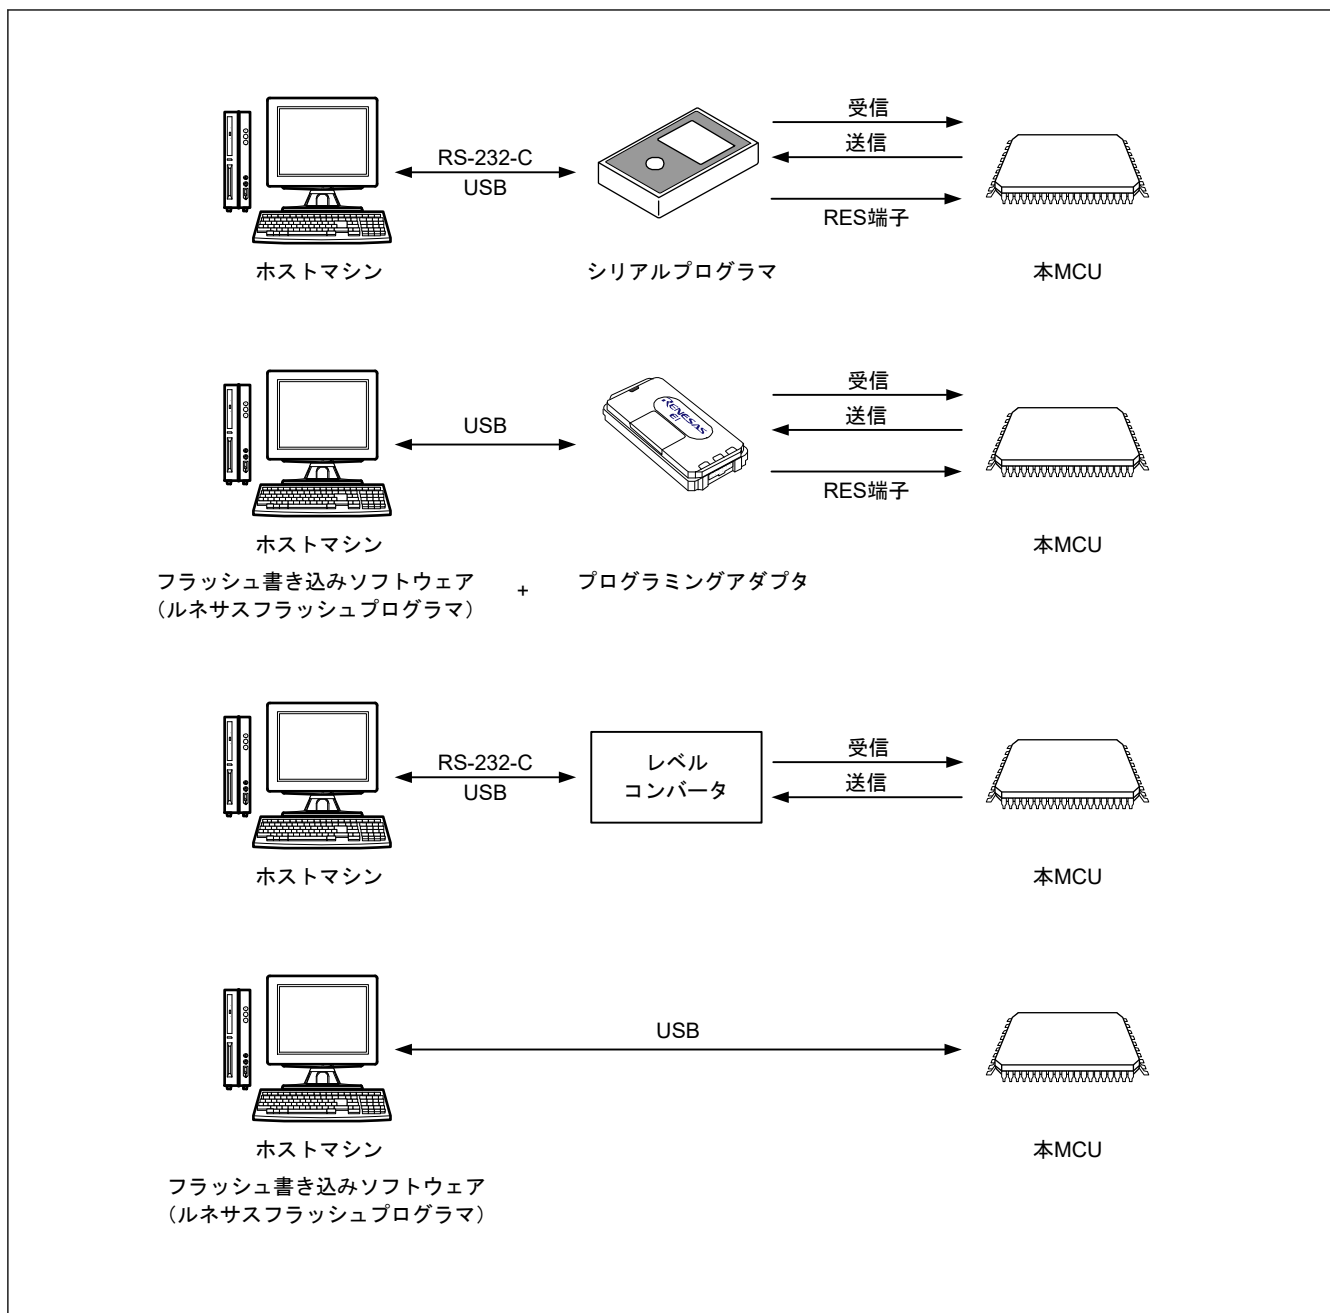 受信
送信
RS-232-C
USB
RES端子
ホストマシン
シリアルプログラマ
本MCU
受信
送信
USB
RENESAS
E1
RES端子
ホストマシン
本MCU
フラッシュ書き込みソフトウェア
（ルネサスフラッシュプログラマ）
+
プログラミングアダプタ
受信
送信
RS-232-C
USB
レベル
コンバータ
ホストマシン
本MCU
USB
ホストマシン
本MCU
フラッシュ書き込みソフトウェア
（ルネサスフラッシュプログラマ）